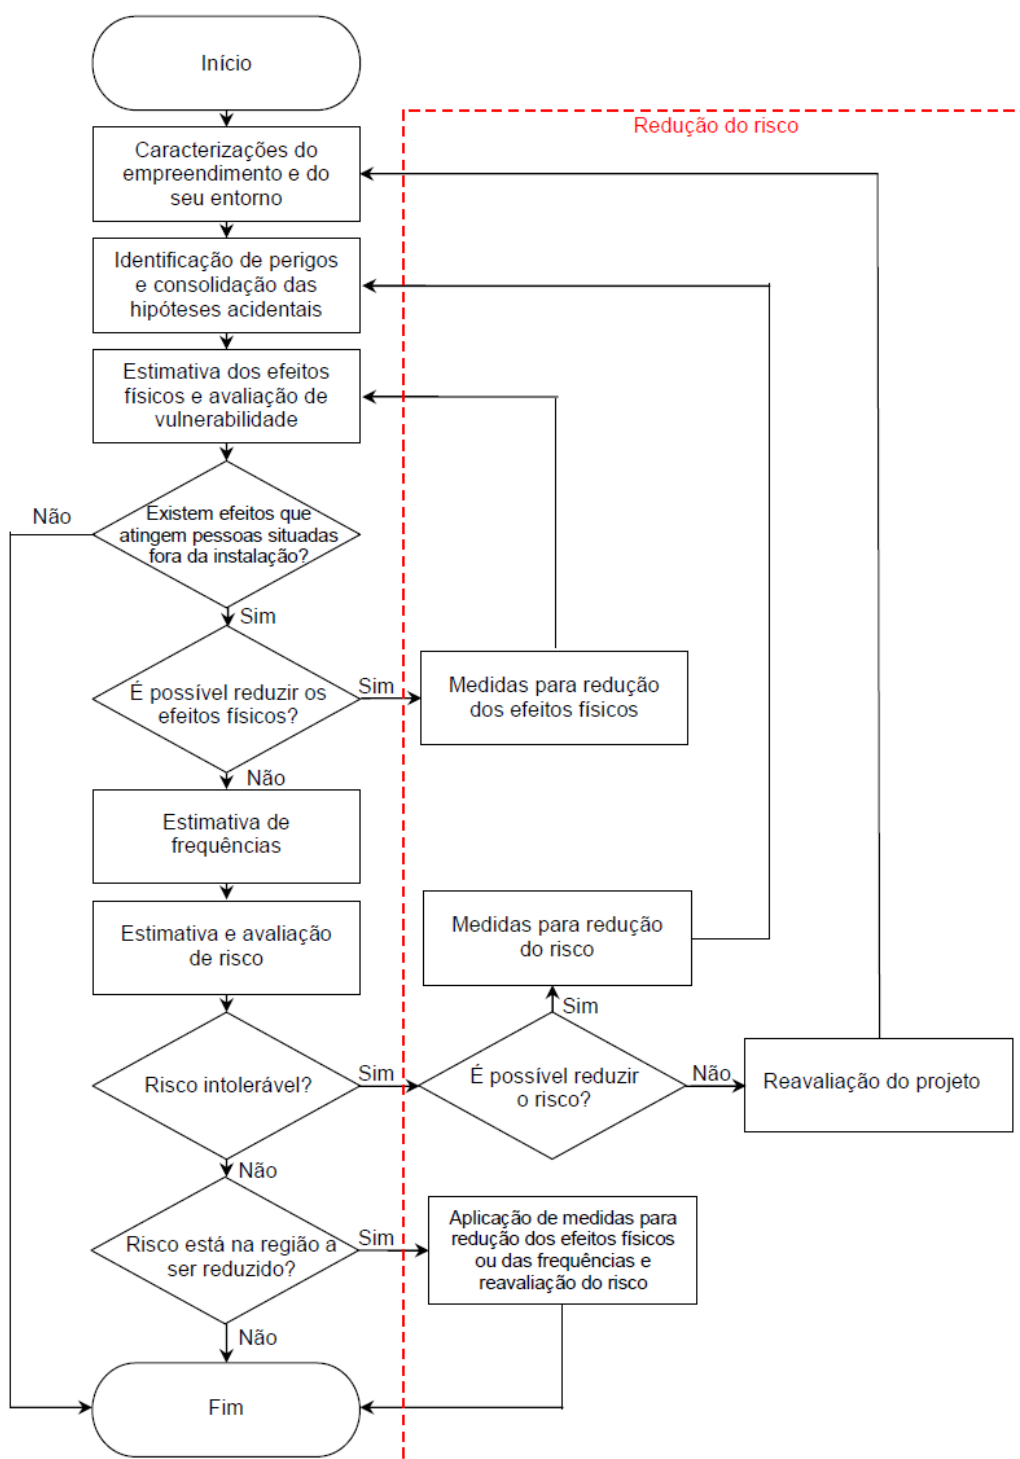 Início
Redução do risco
Caracterizações do
empreendimento e do
seu entorno
Identificação de perigos
e consolidação das
hipóteses acidentais
Estimativa dos efeitos
físicos e avaliação de
vulnerabilidade
Não
Existem efeitos que
atingem pessoas situadas
fora da instalação?
Sim
É possível reduzir os
efeitos físicos?
Sim
Medidas para redução
dos efeitos físicos
Não
Estimativa de
frequências
Estimativa e avaliação
de risco
Medidas para redução
do risco
Sim
Risco intolerável?
Sim
É possível reduzir
o risco?
Não
Reavaliação do projeto
Não
Risco está na região a
ser reduzido?
Sim
Aplicação de medidas para
redução dos efeitos físicos
ou das frequências e
reavaliação do risco
Não
Fim